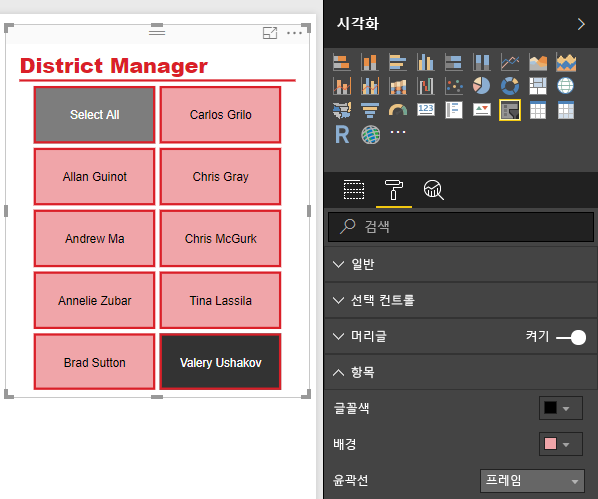 District Manager
Select All
Carlos Grilo
Allan Guinot
Chris Gray
Andrew Ma
Chris McGurk
Annelie Zubar
Tina Lassila
Brad Sutton
Valery Ushakov
시각화
123
R
검색
일반
선택 컨트롤
머리글 켜기
항목
글꼴색
배경
윤곽선 프레임